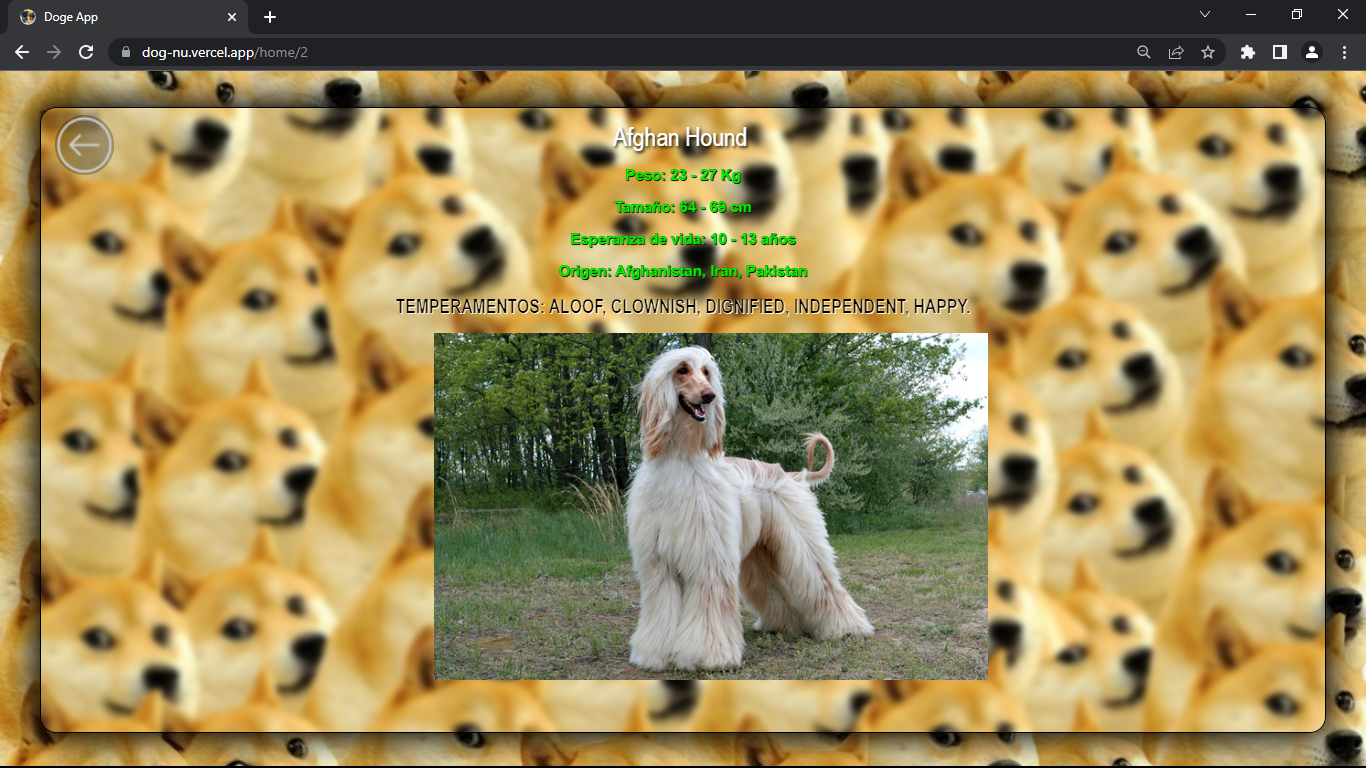 Doge App
dog-nu.vercel.app/home/2
Afghan Hound
Peso: 23 - 27 Kg
Tamaño: 64 - 69 cm
Esperanza de vida: 10 - 13 años
Origen: Afghanistan, Iran, Pakistan
TEMPERAMENTOS: ALOOF, CLOWNISH, DIGNIFIED, INDEPENDENT, HAPPY.